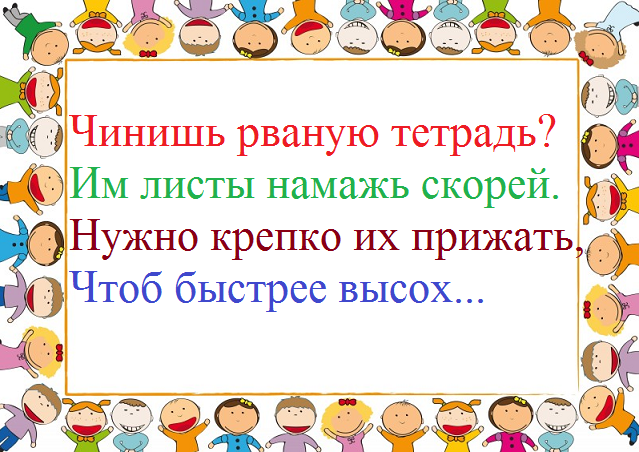 Чинишь рваную тетрадь?
Им листы намажь скорей.
Нужно крепко их прижать,
Чтоб быстрее высох...